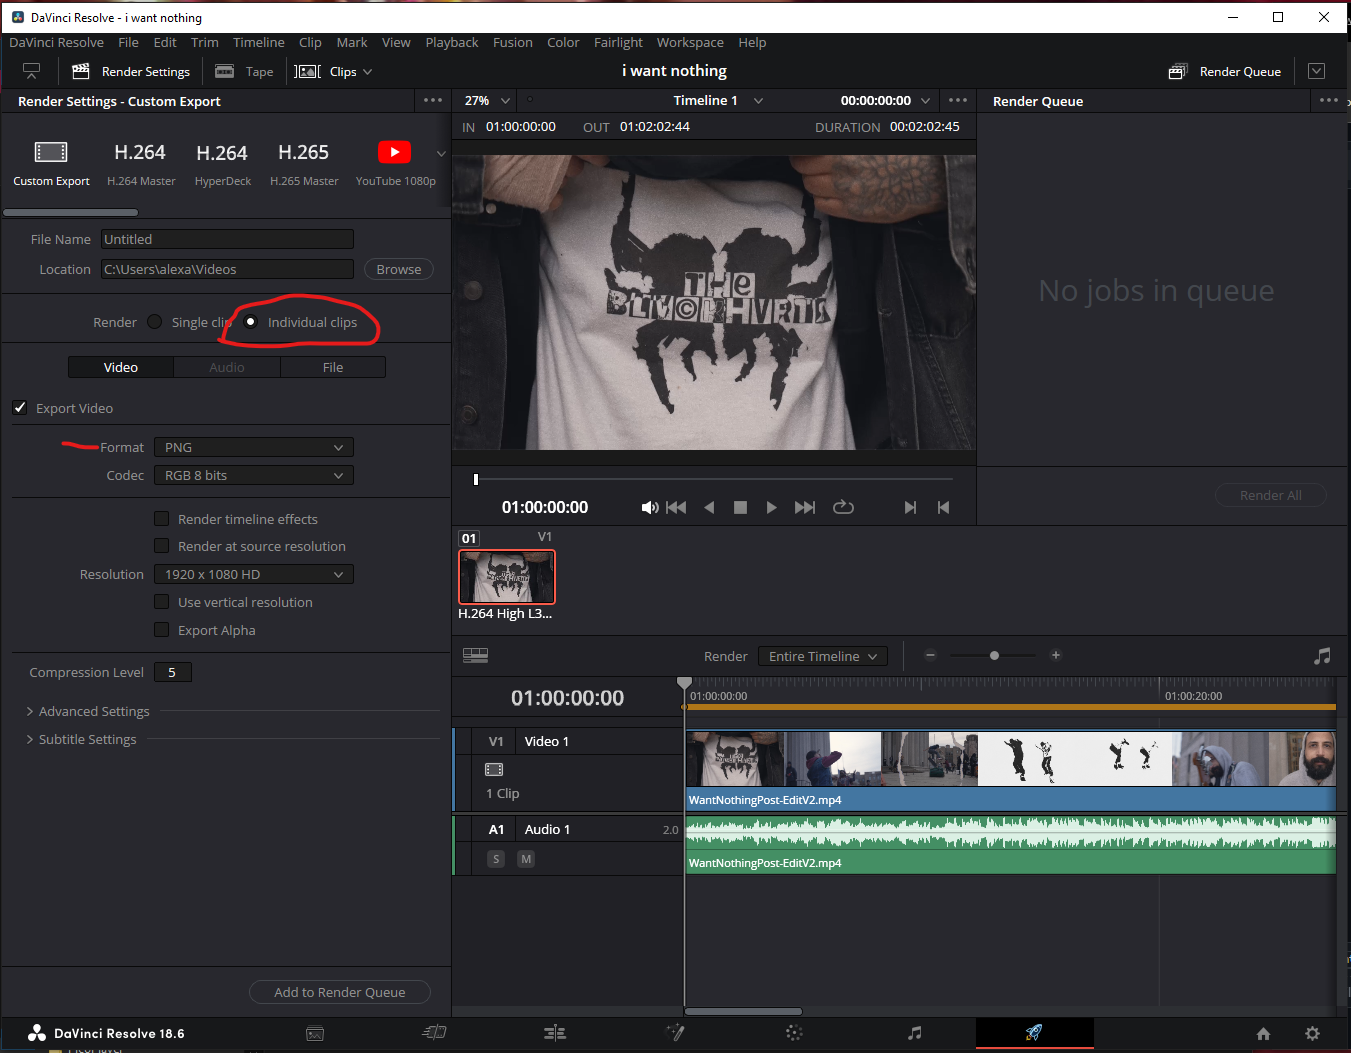 DaVinci Resolve - i want nothing
DaVinci Resolve File Edit Trim Timeline Clip Mark View Playback Fusion Color Fairlight Workspace Help
Render Settings Tape Clips i want nothing Render Queue
Render Settings - Custom Export ••• 27% Timeline 1 00:00:00:00 ••• Render Queue •••
IN 01:00:00:00 OUT 01:02:02:44 DURATION 00:02:02:45
H.264 H.264 H.265
Custom Export H.264 Master HyperDeck H.265 Master YouTube 1080p
File Name Untitled
Location C:\Users\alexa\Videos Browse
Render Single clip Individual clips
Video Audio File
Export Video
Format PNG
Codec RGB 8 bits
Render timeline effects
Render at source resolution
Resolution 1920 x 1080 HD
Use vertical resolution
Export Alpha
Compression Level 5
Advanced Settings
Subtitle Settings
Add to Render Queue
THe
01:00:00:00
01 V1
H.264 High L3...
No jobs in queue
Render All
Render Entire Timeline
01:00:00:00 01:00:00:00 01:00:20:00
V1 Video 1
1 Clip
WantNothingPost-EditV2.mp4
A1 Audio 1 2.0
S M
WantNothingPost-EditV2.mp4
DaVinci Resolve 18.6